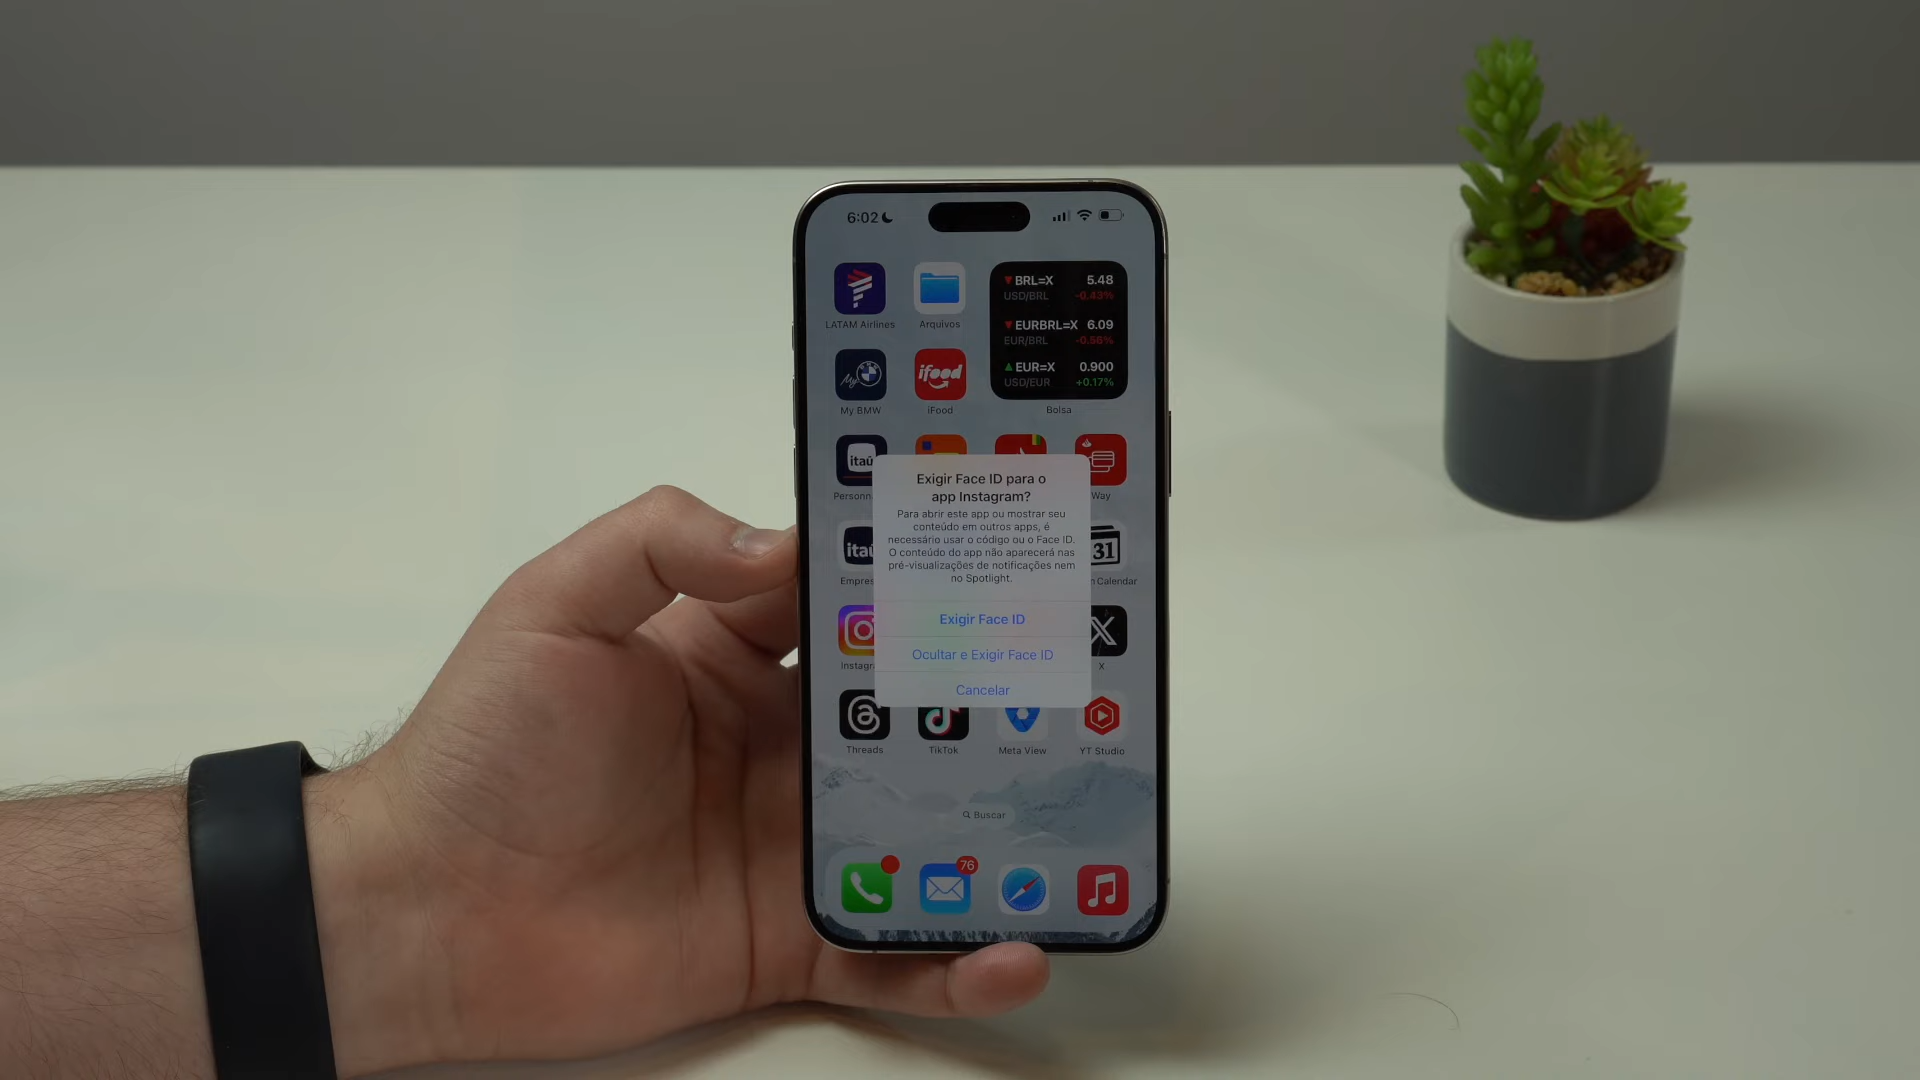 6:02
BRL=X 5.48
USD/BRL -0.43%
EURBRL=X 6.09
EUR/BRL -0.56%
EUR=X 0.900
USD/EUR +0.17%
LATAM Airlines
Arquivos
My
ifood
My BMW
iFood
Bolsa
itaú
Way
Exigir Face ID para o
app Instagram?
Para abrir este app ou mostrar seu
conteúdo em outros apps, é
necessário usar o código ou o Face ID.
O conteúdo do app não aparecerá nas
pré-visualizações de notificações nem
no Spotlight.
Exigir Face ID
Ocultar e Exigir Face ID
Cancelar
31
Calendar
X
Threads
TikTok
Meta View
YT Studio
Buscar
76